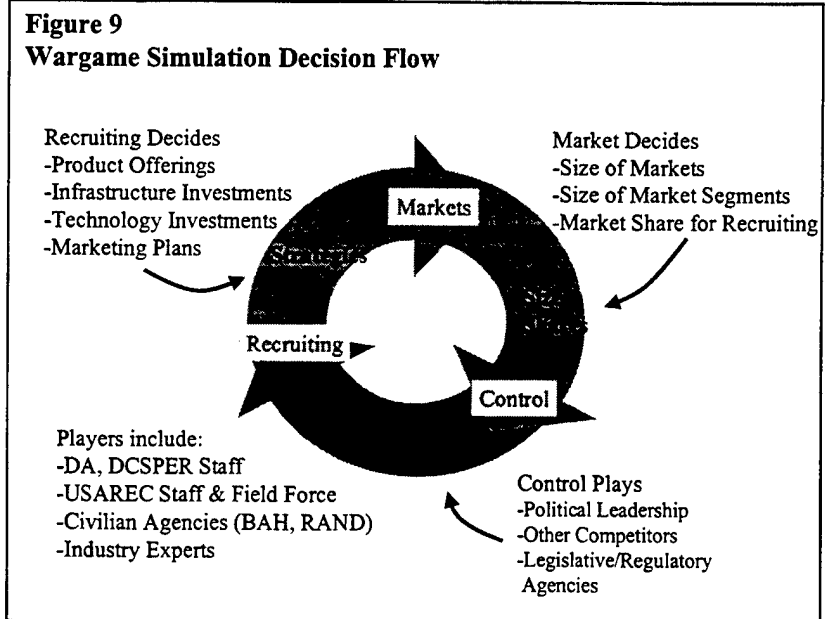 Figure 9
Wargame Simulation Decision Flow
Recruiting Decides
-Product Offerings
-Infrastructure Investments
-Technology Investments
-Marketing Plans
Market Decides
-Size of Markets
-Size of Market Segments
-Market Share for Recruiting
Markets
Strategies
Recruiting
Control
Players include:
-DA, DCSPER Staff
-USAREC Staff & Field Force
-Civilian Agencies (BAH, RAND)
-Industry Experts
Control Plays
-Political Leadership
-Other Competitors
-Legislative/Regulatory
Agencies